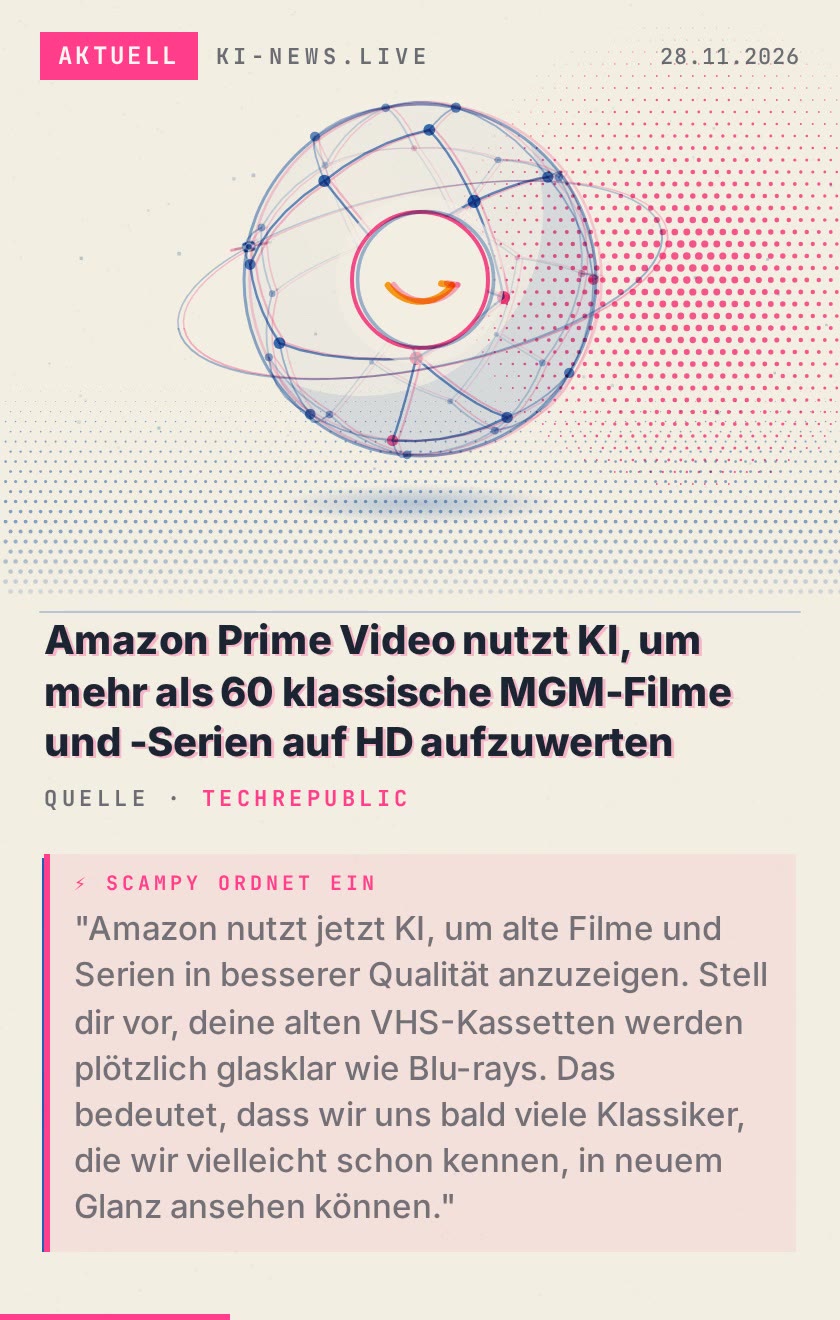 AKTUELL KI-NEWS.LIVE 28.11.2026
Amazon Prime Video nutzt KI, um
mehr als 60 klassische MGM-Filme
und -Serien auf HD aufzuwerten
QUELLE · TECHREPUBLIC
⚡ SCAMPY ORDNET EIN
"Amazon nutzt jetzt KI, um alte Filme und
Serien in besserer Qualität anzuzeigen. Stell
dir vor, deine alten VHS-Kassetten werden
plötzlich glasklar wie Blu-rays. Das
bedeutet, dass wir uns bald viele Klassiker,
die wir vielleicht schon kennen, in neuem
Glanz ansehen können."